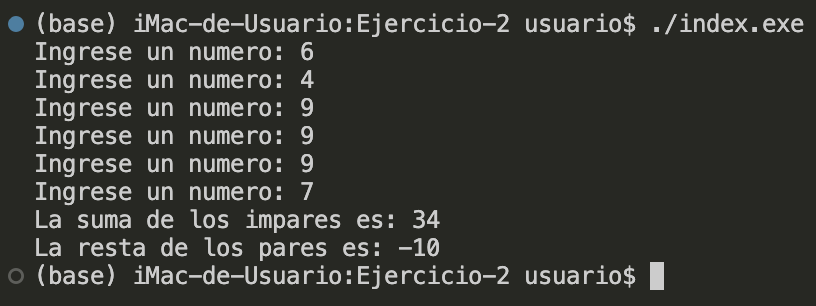 (base) iMac-de-Usuario:Ejercicio-2 usuario$ ./index.exe
Ingrese un numero: 6
Ingrese un numero: 4
Ingrese un numero: 9
Ingrese un numero: 9
Ingrese un numero: 9
Ingrese un numero: 7
La suma de los impares es: 34
La resta de los pares es: -10
(base) iMac-de-Usuario:Ejercicio-2 usuario$